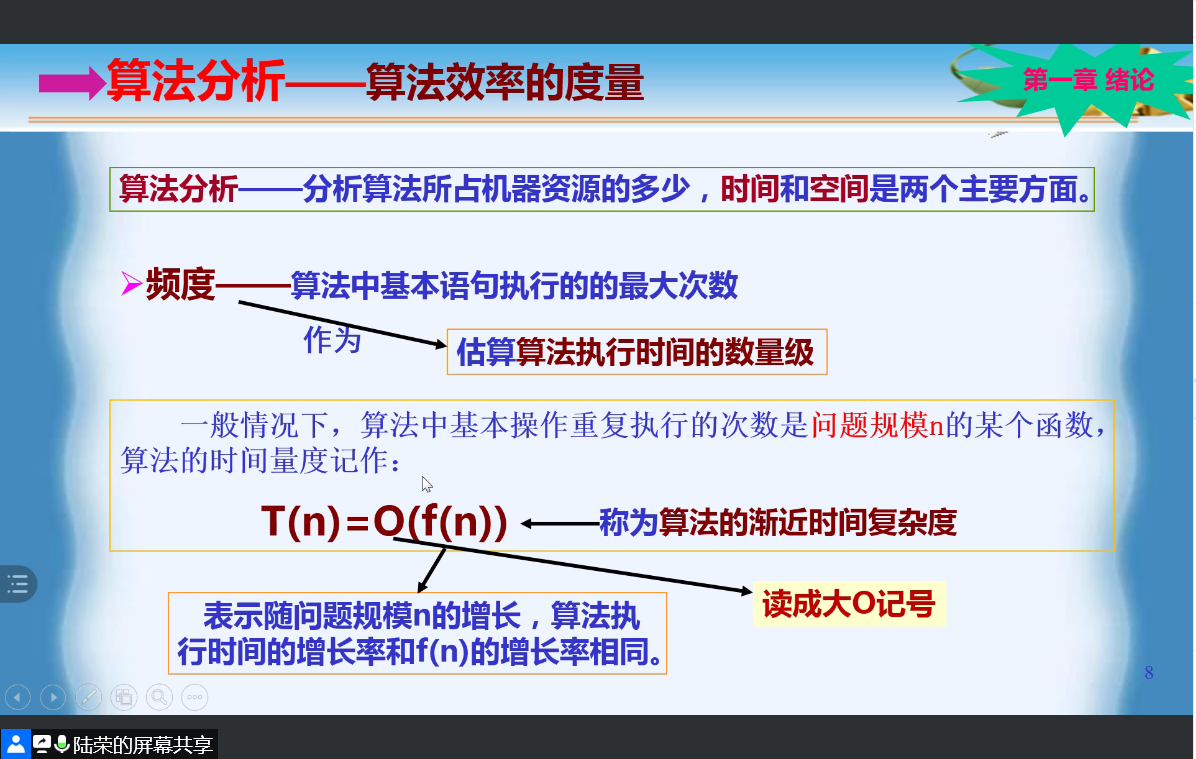 算法分析——算法效率的度量
第一章 绪论
算法分析——分析算法所占机器资源的多少，时间和空间是两个主要方面。
频度——算法中基本语句执行的的最大次数
作为
估算算法执行时间的数量级
一般情况下，算法中基本操作重复执行的次数是问题规模n的某个函数，
算法的时间量度记作：
T(n)=O(f(n))
称为算法的渐近时间复杂度
读成大O记号
表示随问题规模n的增长，算法执
行时间的增长率和f(n)的增长率相同。
8
陆荣的屏幕共享